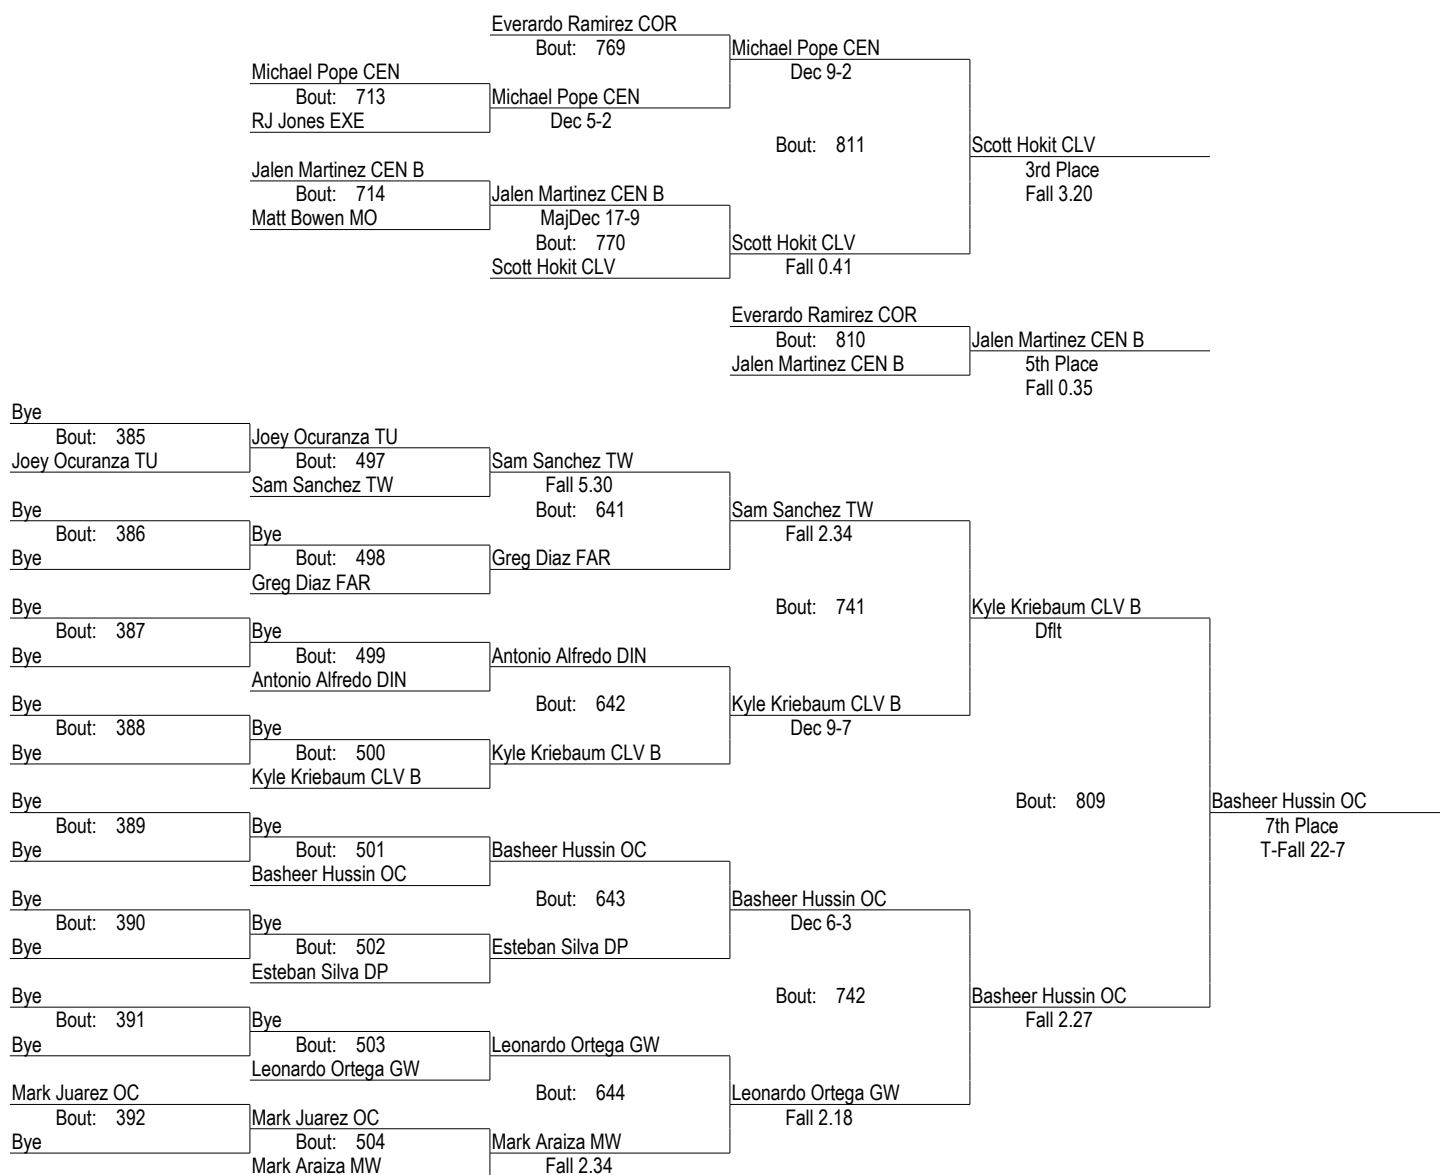 Everardo Ramirez COR
Bout: 769
Michael Pope CEN
Dec 9-2
Michael Pope CEN
Bout: 713
Michael Pope CEN
RJ Jones EXE
Dec 5-2
Bout: 811
Scott Hokit CLV
3rd Place
Fall 3.20
Jalen Martinez CEN B
Bout: 714
Jalen Martinez CEN B
Matt Bowen MO
MajDec 17-9
Bout: 770
Scott Hokit CLV
Scott Hokit CLV
Fall 0.41
Everardo Ramirez COR
Bout: 810
Jalen Martinez CEN B
Jalen Martinez CEN B
5th Place
Fall 0.35
Bye
Bout: 385
Joey Ocuranza TU
Joey Ocuranza TU
Bout: 497
Sam Sanchez TW
Sam Sanchez TW
Fall 5.30
Bye
Bout: 641
Sam Sanchez TW
Bout: 386
Bye
Fall 2.34
Bye
Bout: 498
Greg Diaz FAR
Greg Diaz FAR
Bye
Bout: 741
Kyle Kriebaum CLV B
Bout: 387
Bye
Dflt
Bye
Bout: 499
Antonio Alfredo DIN
Antonio Alfredo DIN
Bye
Bout: 642
Kyle Kriebaum CLV B
Bout: 388
Bye
Dec 9-7
Bye
Bout: 500
Kyle Kriebaum CLV B
Kyle Kriebaum CLV B
Bye
Bout: 809
Basheer Hussin OC
Bout: 389
Bye
7th Place
Bye
Bout: 501
Basheer Hussin OC
T-Fall 22-7
Basheer Hussin OC
Bye
Bout: 643
Basheer Hussin OC
Bout: 390
Bye
Dec 6-3
Bye
Bout: 502
Esteban Silva DP
Esteban Silva DP
Bye
Bout: 742
Basheer Hussin OC
Bout: 391
Bye
Fall 2.27
Bye
Bout: 503
Leonardo Ortega GW
Leonardo Ortega GW
Mark Juarez OC
Bout: 644
Leonardo Ortega GW
Bout: 392
Mark Juarez OC
Fall 2.18
Bye
Bout: 504
Mark Araiza MW
Mark Araiza MW
Fall 2.34